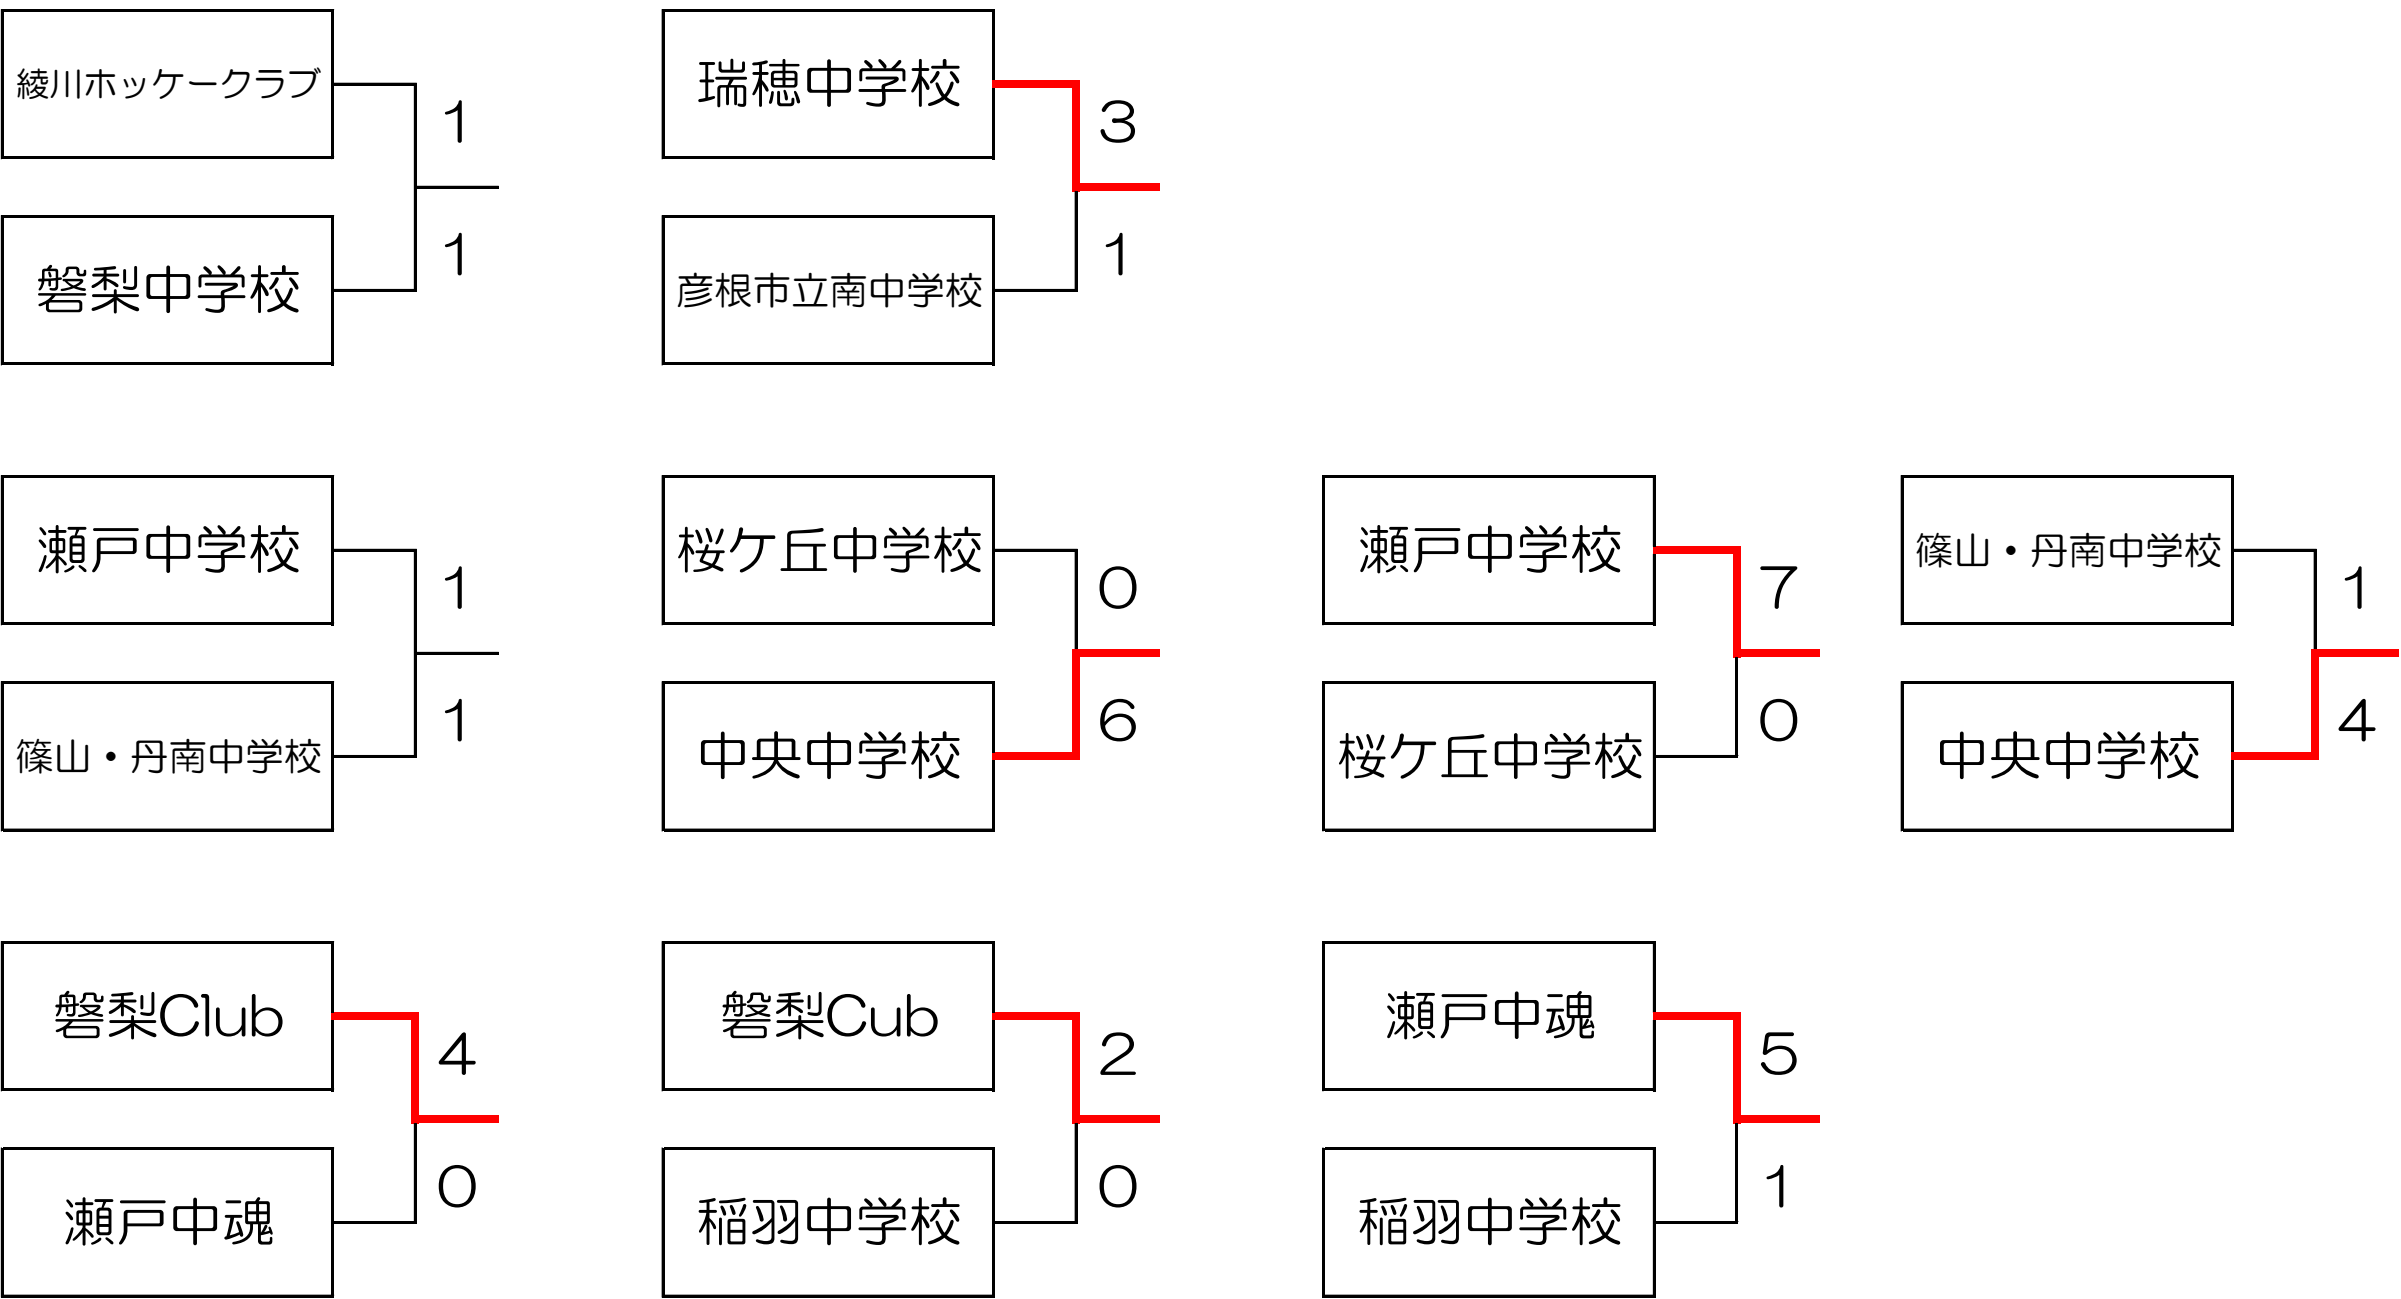 綾川ホッケークラブ
1
1
磐梨中学校
瑞穂中学校
3
1
彦根市立南中学校
瀬戸中学校
1
1
篠山・丹南中学校
桜ケ丘中学校
0
6
中央中学校
瀬戸中学校
7
0
桜ケ丘中学校
篠山・丹南中学校
1
4
中央中学校
磐梨Club
4
0
瀬戸中魂
磐梨Cub
2
0
稲羽中学校
瀬戸中魂
5
1
稲羽中学校